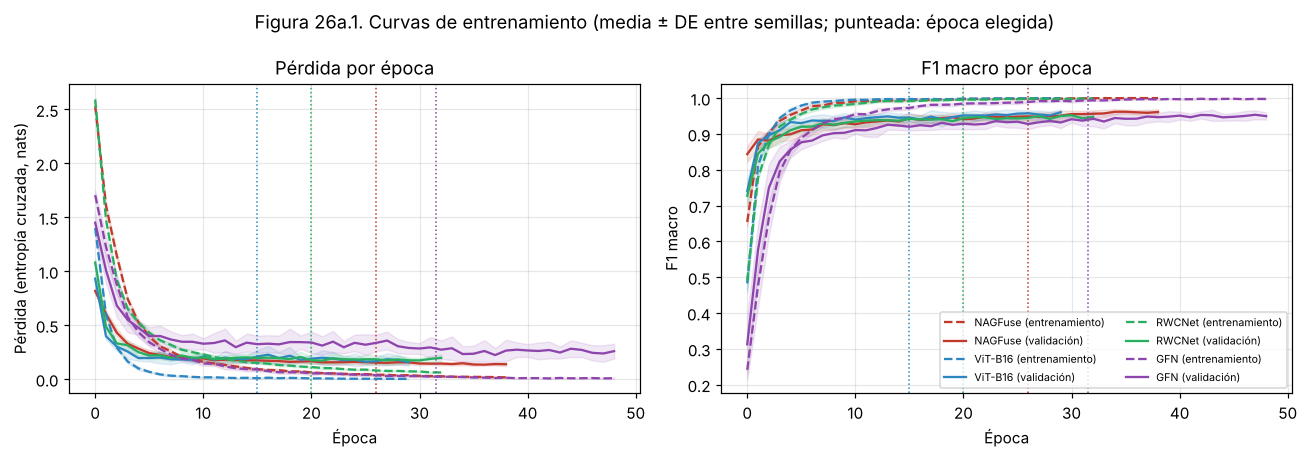 Figura 26a.1. Curvas de entrenamiento (media ± DE entre semillas; punteada: época elegida)
Pérdida por época
Pérdida (entropía cruzada, nats)
2.5
2.0
1.5
1.0
0.5
0.0
0 10 20 30 40 50
Época
F1 macro por época
F1 macro
1.0
0.9
0.8
0.7
0.6
0.5
0.4
0.3
0.2
NAGFuse (entrenamiento)
NAGFuse (validación)
ViT-B16 (entrenamiento)
ViT-B16 (validación)
RWCNet (entrenamiento)
RWCNet (validación)
GFN (entrenamiento)
GFN (validación)
0 10 20 30 40 50
Época